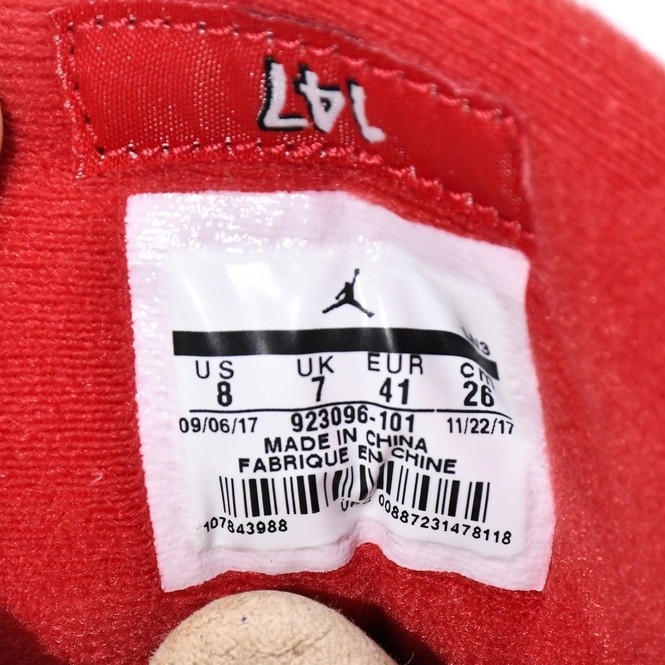 147
US UK EUR cm
8 7 41 26
09/06/17 923096-101 11/22/17
MADE IN CHINA
FABRIQUE EN CHINE
107843988 00887231478118